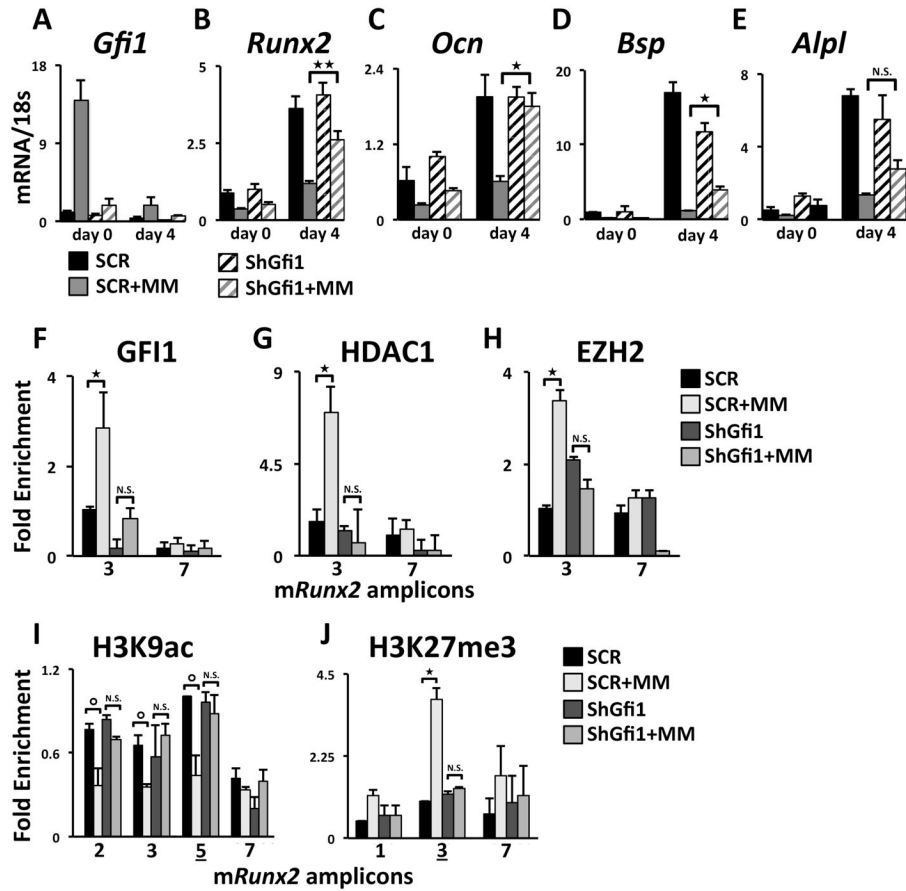 A B C D E
Gfi1 Runx2 Ocn Bsp Alpl
mRNA/18s
18 9 0
5 2.5 0
2.4 1.2 0.6 0
20 10 0
8 4 0
★★ ★ ★ N.S.
day 0 day 4 day 0 day 4 day 0 day 4 day 0 day 4 day 0 day 4
SCR ShGfi1
SCR+MM ShGfi1+MM
F GFI1 G HDAC1 H EZH2
Fold Enrichment
4 2 0
9 4.5 0
4 2 0
★ N.S. ★ N.S. ★ N.S.
SCR
SCR+MM
ShGfi1
ShGfi1+MM
3 7 3 7 3 7
mRunx2 amplicons
I H3K9ac J H3K27me3
Fold Enrichment
1.2 0.6 0
4.5 2.25 0
N.S. N.S. N.S. ★ N.S.
SCR
SCR+MM
ShGfi1
ShGfi1+MM
2 3 5 7 1 3 7
mRunx2 amplicons